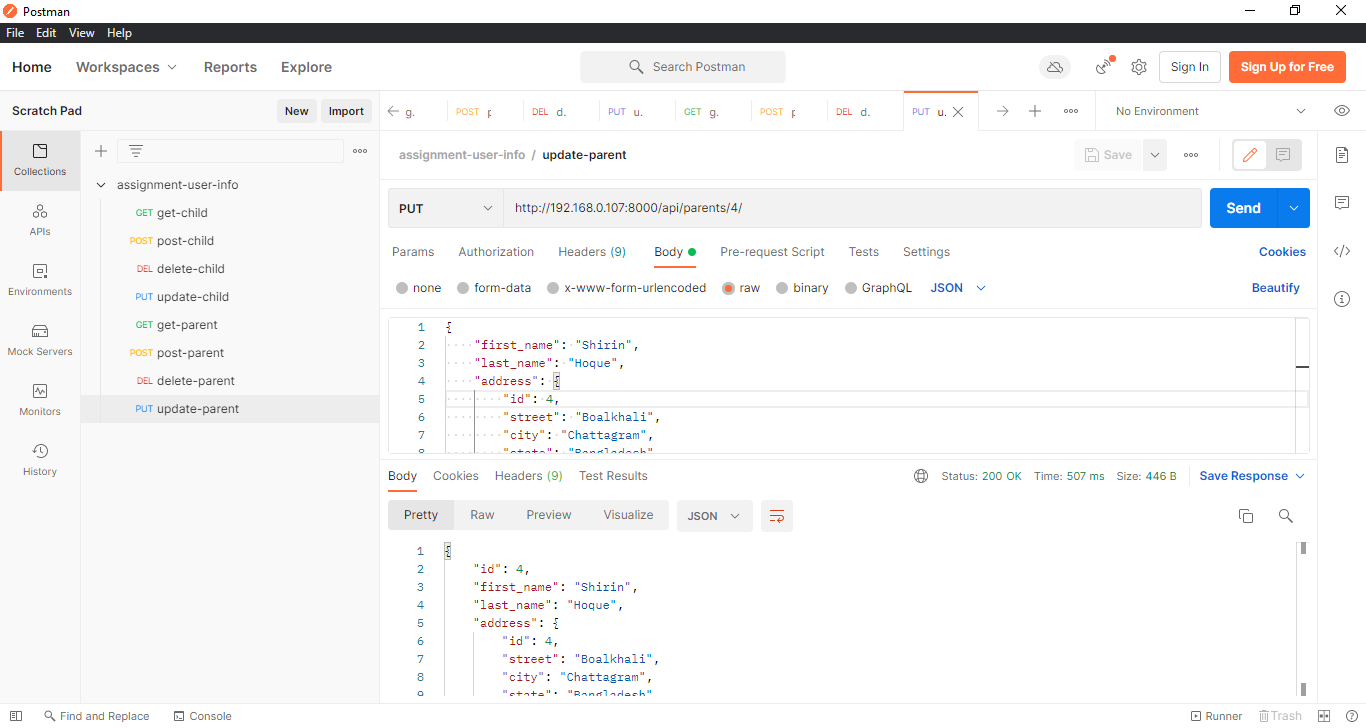 Postman
File Edit View Help
Home Workspaces Reports Explore Search Postman Sign In Sign Up for Free
Scratch Pad New Import
g. POST p DEL d. PUT u. GET g. POST p DEL d. PUT u. No Environment
Collections
APIs
Environments
Mock Servers
Monitors
History
assignment-user-info
GET get-child
POST post-child
DEL delete-child
PUT update-child
GET get-parent
POST post-parent
DEL delete-parent
PUT update-parent
assignment-user-info / update-parent Save
PUT http://192.168.0.107:8000/api/parents/4/ Send
Params Authorization Headers (9) Body Pre-request Script Tests Settings Cookies
none form-data x-www-form-urlencoded raw binary GraphQL JSON Beautify
1 {
2 "first_name": "Shirin",
3 "last_name": "Hoque",
4 "address": {
5 "id": 4,
6 "street": "Boalkhali",
7 "city": "Chattagram",
8 "state": "Bangladesh"
Body Cookies Headers (9) Test Results Status: 200 OK Time: 507 ms Size: 446 B Save Response
Pretty Raw Preview Visualize JSON
1 {
2 "id": 4,
3 "first_name": "Shirin",
4 "last_name": "Hoque",
5 "address": {
6 "id": 4,
7 "street": "Boalkhali",
8 "city": "Chattagram",
9 "state": "Bangladesh"
Find and Replace Console Runner Trash